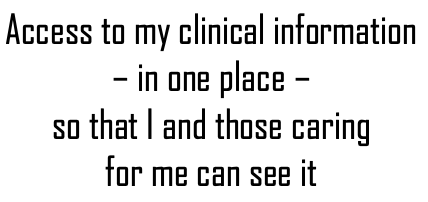 Access to my clinical information
– in one place –
so that I and those caring
for me can see it